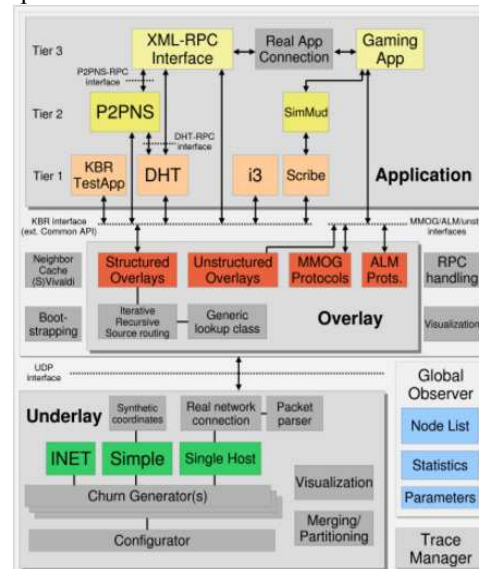 Tier 3
XML-RPC
Interface
Real App
Connection
Gaming
App
P2PNS-RPC
interface
Tier 2
P2PNS
SimMud
DHT-RPC
interface
Tier 1
KBR
TestApp
DHT
i3
Scribe
Application
KBR interface
(ext. Common API)
MMOG/ALM/unst
interfaces
Neighbor
Cache
(S)Vivaldi
Structured
Overlays
Unstructured
Overlays
MMOG
Protocols
ALM
Prots.
RPC
handling
Boot-
strapping
Iterative
Recursive
Source routing
Generic
lookup class
Overlay
Visualization
UDP
interface
Underlay
Synthetic
coordinates
Real network
connection
Packet
parser
INET
Simple
Single Host
Churn Generator(s)
Configurator
Visualization
Merging/
Partitioning
Global
Observer
Node List
Statistics
Parameters
Trace
Manager